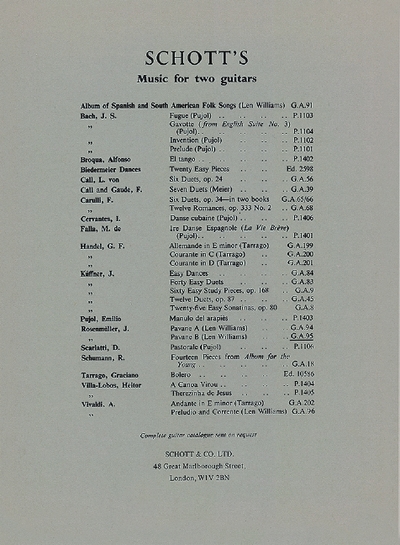 SCHOTT'S
Music for two guitars
Album of Spanish and South American Folk Songs (Len Williams) G.A.91
Bach, J. S. Fugue (Pujol) .. .. .. .. P.1103
,, Gavotte (from English Suite No. 3)
(Pujol).. .. .. .. .. P.1104
,, Invention (Pujol) .. .. .. P.1102
,, Prelude (Pujol) .. .. .. .. P.1101
Broqua, Alfonso El tango .. .. .. .. .. P.1402
Biedermeier Dances Twenty Easy Pieces .. .. Ed. 2598
Call, L. von Six Duets, op. 24 .. .. .. G.A.56
Call and Gaude, F. Seven Duets (Meier) .. .. .. G.A.39
Carulli, F. Six Duets, op. 34—in two books G.A.65/66
,, Twelve Romances, op. 333 No. 2 .. G.A.68
Cervantes, I. Danse cubaine (Pujol) .. .. .. P.1406
Falla, M. de 1re Danse Espagnole (La Vie Brève)
(Pujol).. .. .. .. .. P.1401
Handel, G. F. Allemande in E minor (Tarrago) G.A.199
,, Courante in C (Tarrago) .. G.A.200
,, Courante in D (Tarrago) .. G.A.201
Küffner, J. Easy Dances .. .. .. .. G.A.84
,, Forty Easy Duets .. .. .. G.A.83
,, Sixty Easy Study Pieces, op. 168 G.A.9
,, Twelve Duets, op. 87 .. .. G.A.45
,, Twenty-five Easy Sonatinas, op. 80 G.A.8
Pujol, Emilio Manolo del arapiés .. .. .. P.1403
Rosenmüller, J. Pavane A (Len Williams) .. G.A.94
,, Pavane B (Len Williams) .. G.A.95
Scarlatti, D. Pastorale (Pujol) .. .. .. P.1106
Schumann, R. Fourteen Pieces from Album for the
Young .. .. .. .. .. G.A.18
Tarrago, Graciano Bolero .. .. .. .. Ed. 10586
Villa-Lobos, Heitor A Canoa Virou .. .. .. .. P.1404
,, Therezinha de Jesus .. .. .. P.1405
Vivaldi, A. Andante in E minor (Tarrago) G.A.202
,, Preludio and Corrente (Len Williams) G.A.96
Complete guitar catalogue sent on request
SCHOTT & CO. LTD.
48 Great Marlborough Street,
London, W1V 2BN